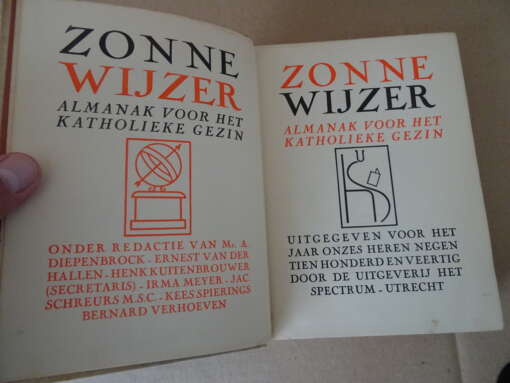 ZONNE
WIJZER
ALMANAK VOOR HET
KATHOLIEKE GEZIN
ONDER REDACTIE VAN Mr. A.
DIEPENBROCK - ERNEST VAN DER
HALLEN - HENK KUITENBROUWER
(SECRETARIS) - IRMA MEYER - JAC.
SCHREURS M.S.C. - KEES SPIERINGS
BERNARD VERHOEVEN
ZONNE
WIJZER
ALMANAK VOOR HET
KATHOLIEKE GEZIN
UITGEGEVEN VOOR HET
JAAR ONZES HEREN NEGEN
TIEN HONDERD EN VEERTIG
DOOR DE UITGEVERIJ HET
SPECTRUM - UTRECHT